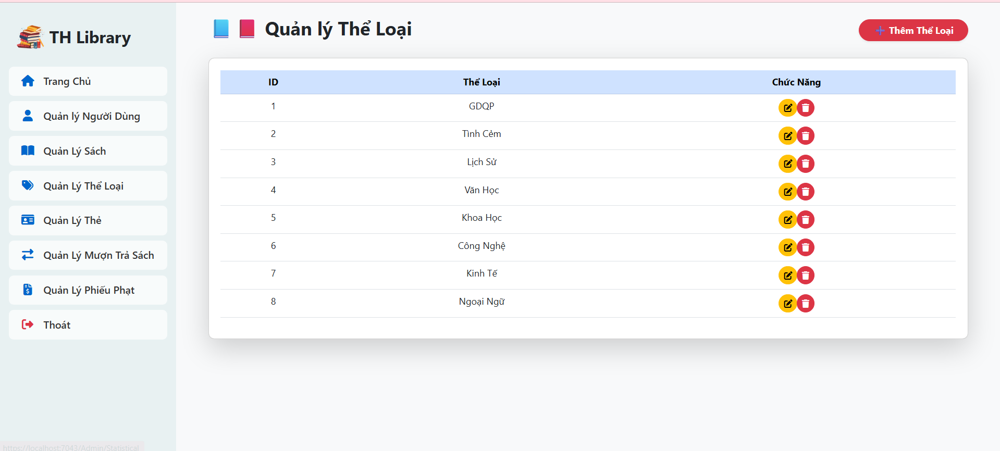 TH Library
Trang Chủ
Quản lý Người Dùng
Quản Lý Sách
Quản Lý Thể Loại
Quản Lý Thẻ
Quản Lý Mượn Trả Sách
Quản Lý Phiếu Phạt
Thoát
Quản lý Thể Loại
Thêm Thể Loại
ID Thể Loại Chức Năng
1 GDQP
2 Tình Cảm
3 Lịch Sử
4 Văn Học
5 Khoa Học
6 Công Nghệ
7 Kinh Tế
8 Ngoại Ngữ
https://localhost:7043/Admin/Statistical